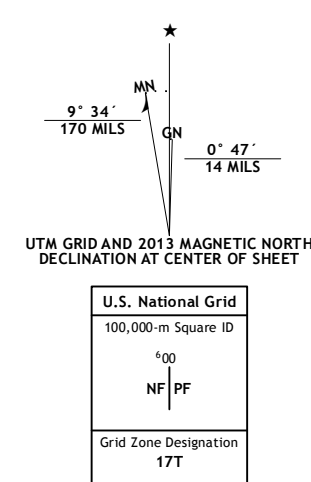 ★
MN
9° 34´
170 MILS
GN
0° 47´
14 MILS
UTM GRID AND 2013 MAGNETIC NORTH
DECLINATION AT CENTER OF SHEET
U.S. National Grid
100,000-m Square ID
⁶00
NF PF
Grid Zone Designation
17T